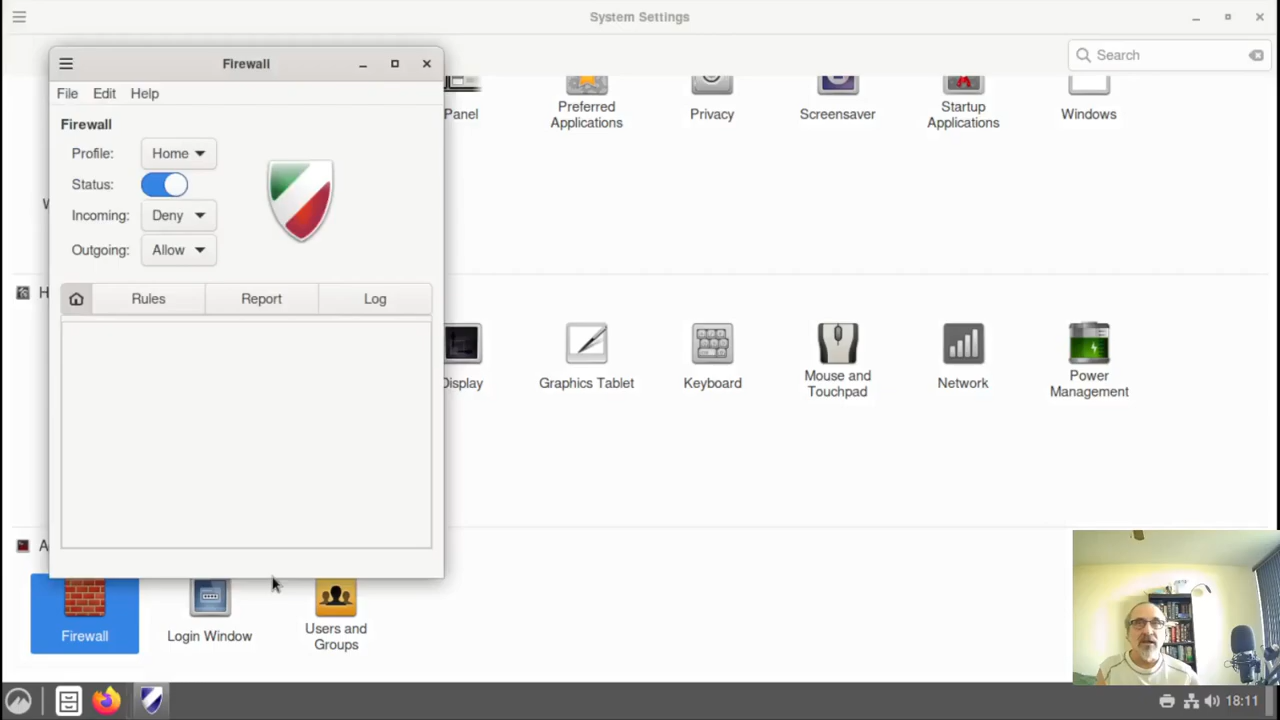 System Settings
Search
Firewall
File Edit Help
Firewall
Profile: Home
Status:
Incoming: Deny
Outgoing: Allow
Rules Report Log
Panel
Preferred
Applications
Privacy
Screensaver
Startup
Applications
Windows
W
H
Display
Graphics Tablet
Keyboard
Mouse and
Touchpad
Network
Power
Management
A
Firewall
Login Window
Users and
Groups
18:11